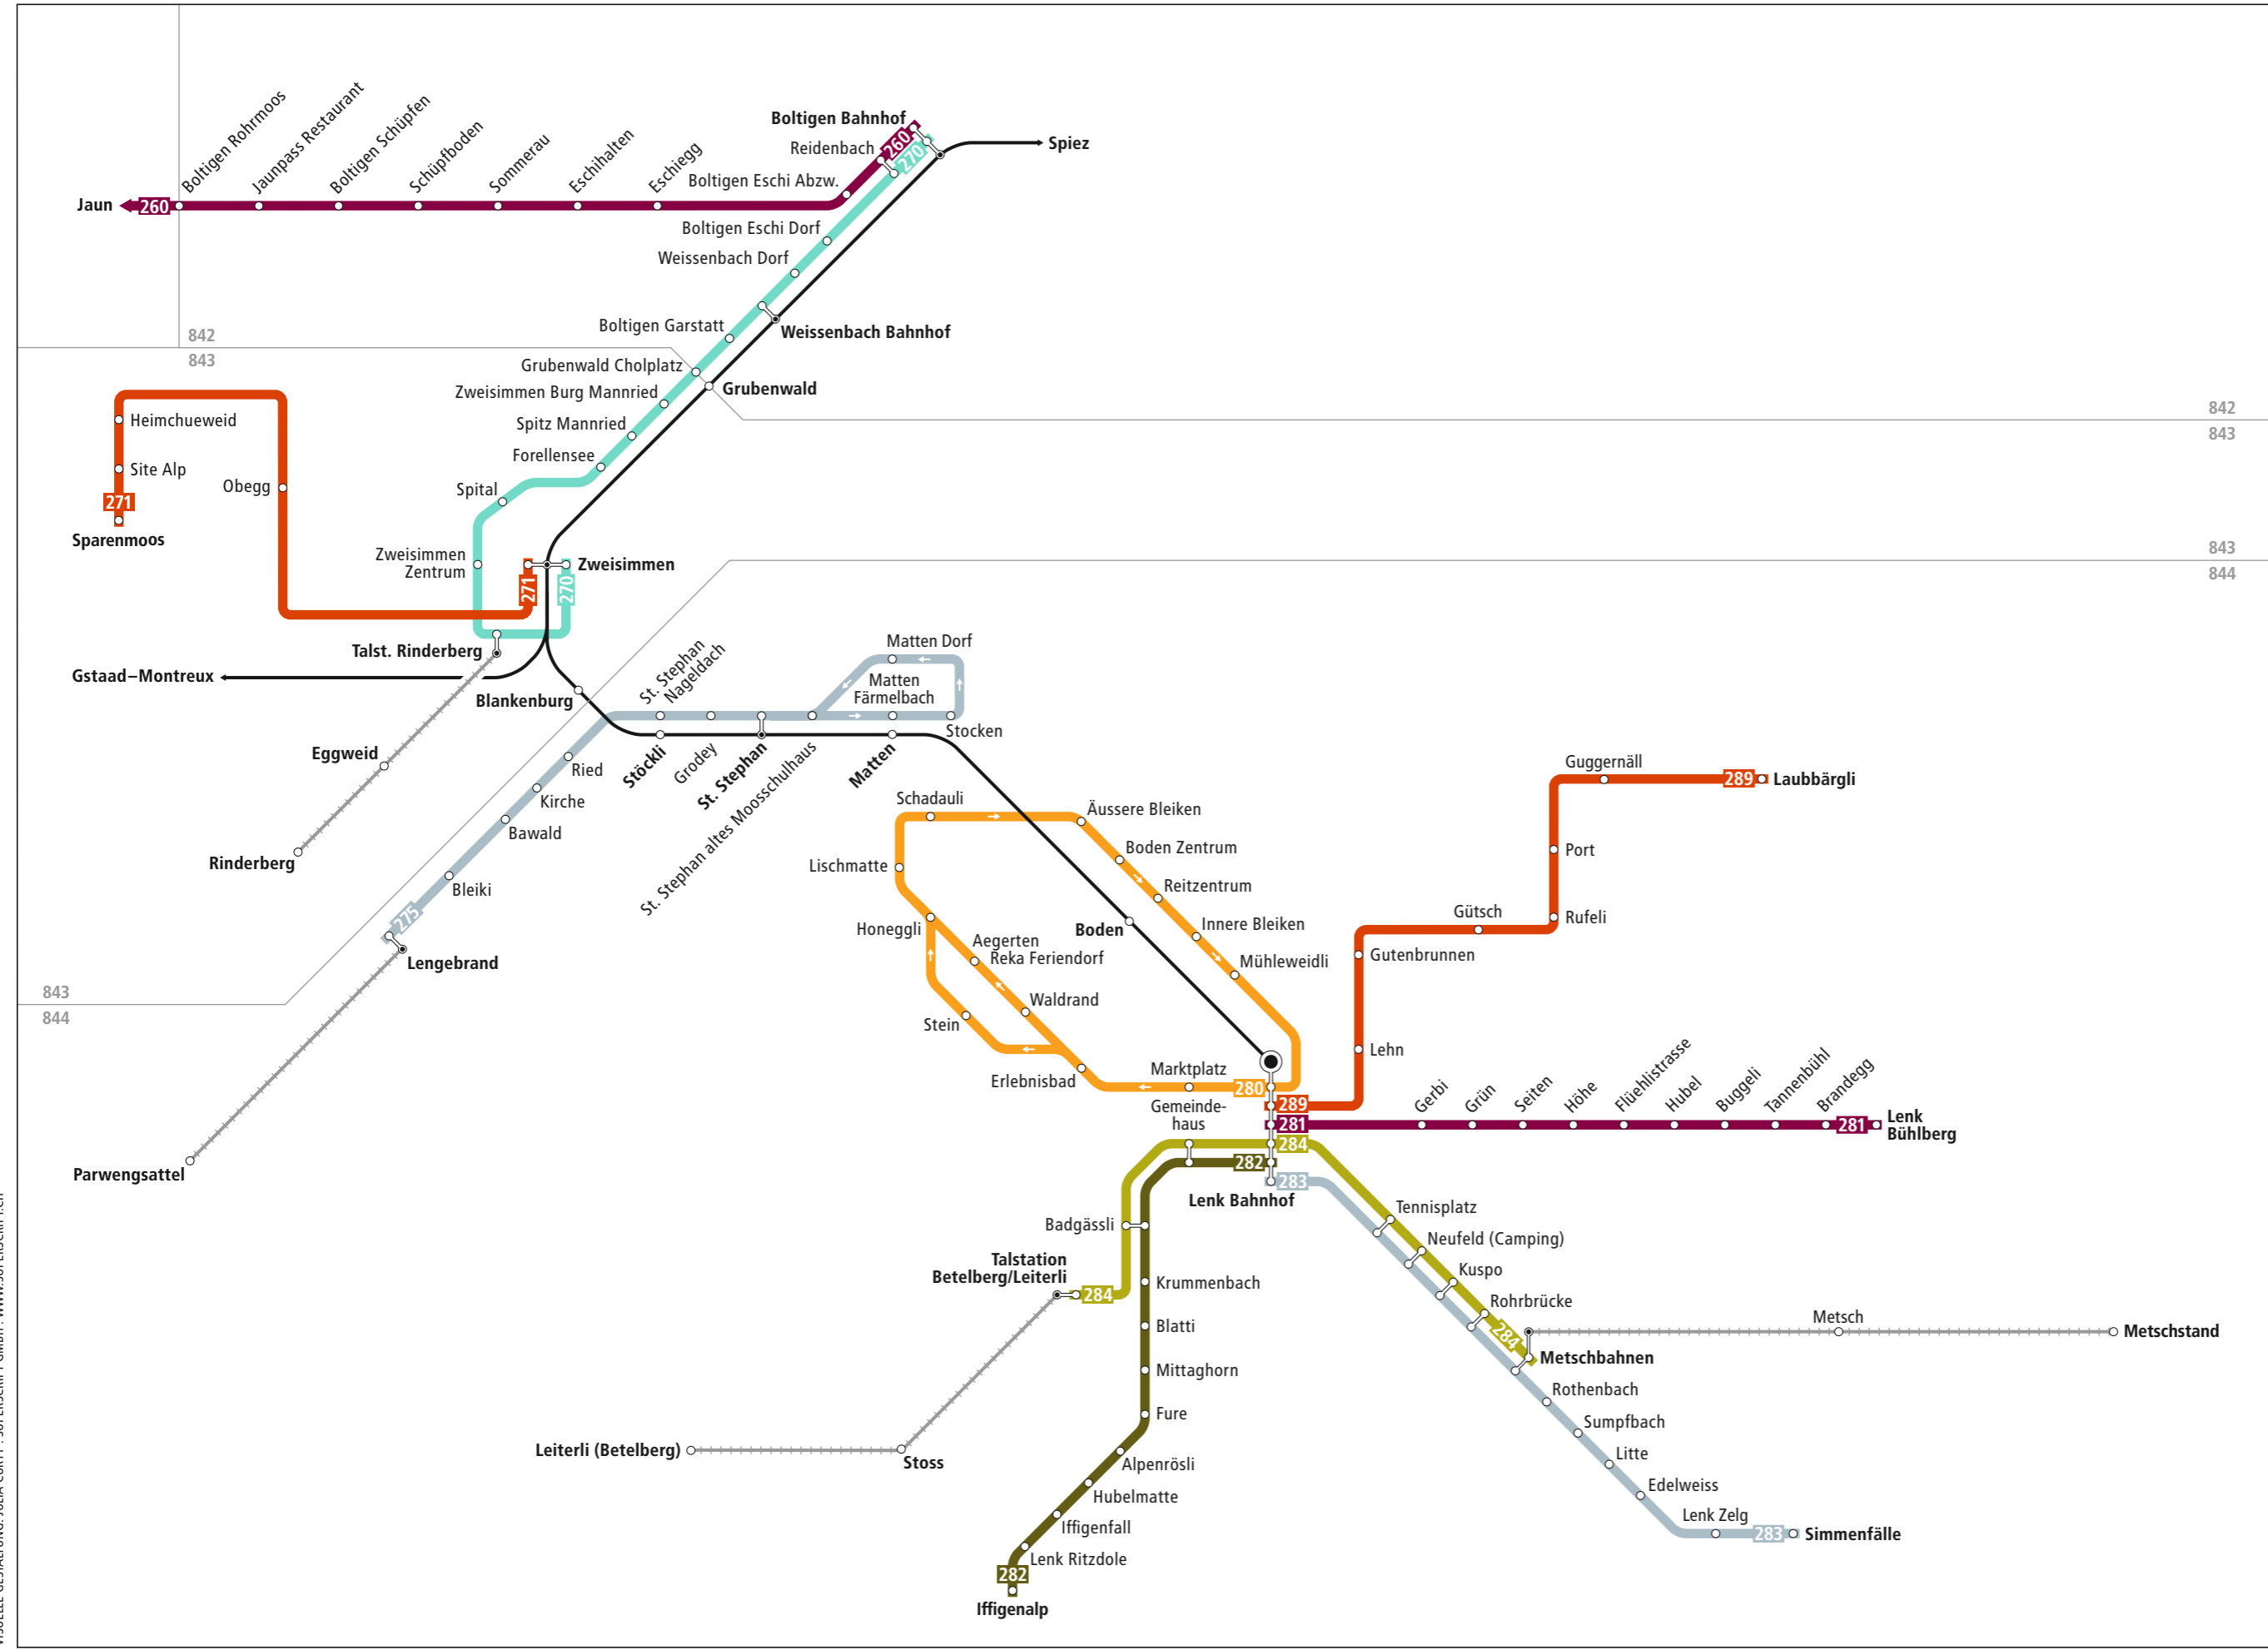 Boltigen Rohrmoos
Jaunpass Restaurant
Boltigen Schüpfen
Schüpfboden
Sommerau
Eschihalten
Eschiegg
Boltigen Eschi Abzw.
Reidenbach
Boltigen Bahnhof
260
270
Spiez
Jaun
260
Boltigen Eschi Dorf
Weissenbach Dorf
Weissenbach Bahnhof
Boltigen Garstatt
842
843
Grubenwald Cholplatz
Grubenwald
Zweisimmen Burg Mannried
Spitz Mannried
Forellensee
842
843
Heimchueweid
Site Alp
271
Sparenmoos
Obegg
Spital
Zweisimmen
Zentrum
Zweisimmen
271
270
843
844
Talst. Rinderberg
Gstaad–Montreux
Blankenburg
Eggweid
Rinderberg
St. Stephan
Nageldach
Matten Dorf
Matten
Färmelbach
Stocken
Stöckli
Grodey
St. Stephan
St. Stephan altes Moosschulhaus
Matten
Ried
Kirche
Bawald
Bleiki
275
Lengebrand
843
844
Parwengsattel
Schadauli
Äussere Bleiken
Boden Zentrum
Reitzentrum
Innere Bleiken
Mühleweidli
Lischmatte
Honeggli
Aegerten
Reka Feriendorf
Waldrand
Stein
Erlebnisbad
Boden
Marktplatz
280
Guggernäll
289
Laubbärgli
Port
Rufeli
Gütsch
Gutenbrunnen
Lehn
289
Gemeinde-
haus
281
Gerbi
Grün
Seiten
Höhe
Flüehlistrasse
Hubel
Buggeli
Tannenbühl
Brandegg
281
Lenk
Bühlberg
284
282
283
Lenk Bahnhof
Badgässli
Talstation
Betelberg/Leiterli
284
Krummenbach
Blatti
Mittaghorn
Fure
Alpenrösli
Hubelmatte
Iffigenfall
Lenk Ritzdole
282
Iffigenalp
Leiterli (Betelberg)
Stoss
Tennisplatz
Neufeld (Camping)
Kuspo
Rohrbrücke
284
Metschbahnen
Metsch
Metschstand
Rothenbach
Sumpfbach
Litte
Edelweiss
Lenk Zelg
283
Simmenfälle